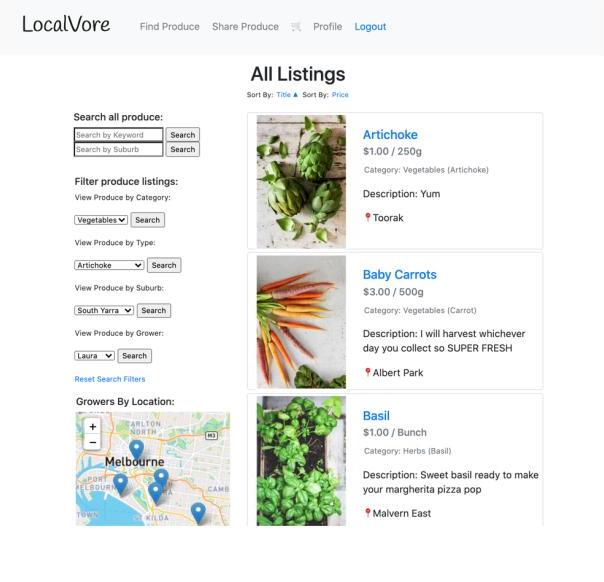 LocalVore
Find Produce Share Produce Profile Logout
All Listings
Sort By: Title ▲ Sort By: Price
Search all produce:
Search by Keyword Search
Search by Suburb Search
Filter produce listings:
View Produce by Category:
Vegetables Search
View Produce by Type:
Artichoke Search
View Produce by Suburb:
South Yarra Search
View Produce by Grower:
Laura Search
Reset Search Filters
Growers By Location:
+
−
CARLTON
NORTH
M3
Melbourne
PORT
MELBOURN
CAMB
TOWN
ST KILDA
Artichoke
$1.00 / 250g
Category: Vegetables (Artichoke)
Description: Yum
Toorak
Baby Carrots
$3.00 / 500g
Category: Vegetables (Carrot)
Description: I will harvest whichever
day you collect so SUPER FRESH
Albert Park
Basil
$1.00 / Bunch
Category: Herbs (Basil)
Description: Sweet basil ready to make
your margherita pizza pop
Malvern East